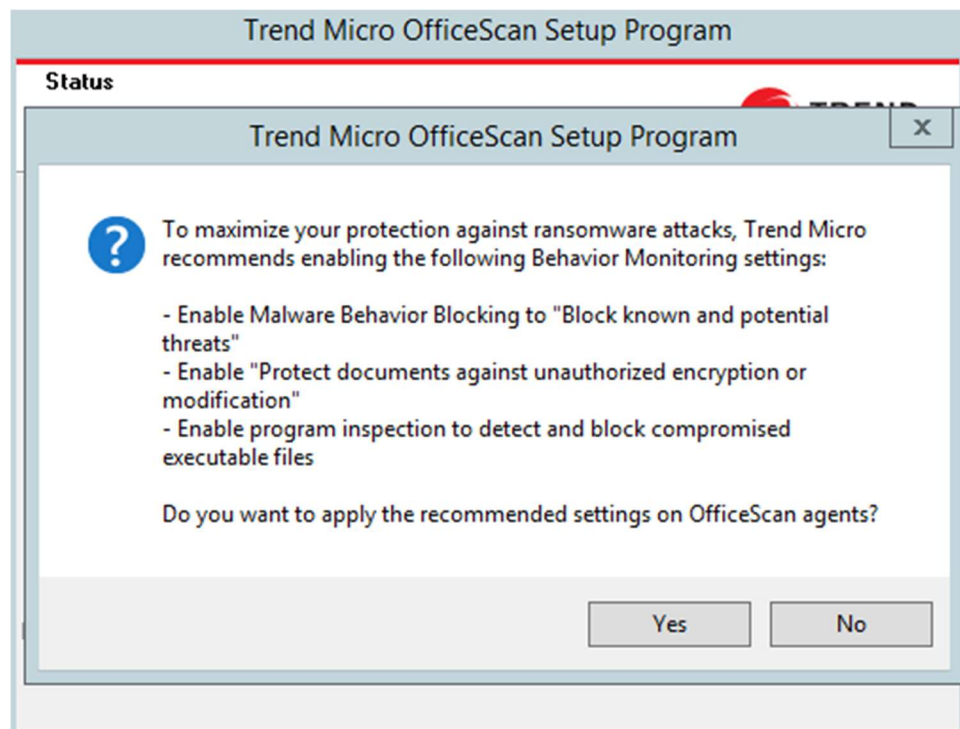 Trend Micro OfficeScan Setup Program
Status
TREND
Trend Micro OfficeScan Setup Program
x
To maximize your protection against ransomware attacks, Trend Micro
recommends enabling the following Behavior Monitoring settings:
- Enable Malware Behavior Blocking to "Block known and potential
threats"
- Enable "Protect documents against unauthorized encryption or
modification"
- Enable program inspection to detect and block compromised
executable files
Do you want to apply the recommended settings on OfficeScan agents?
Yes
No